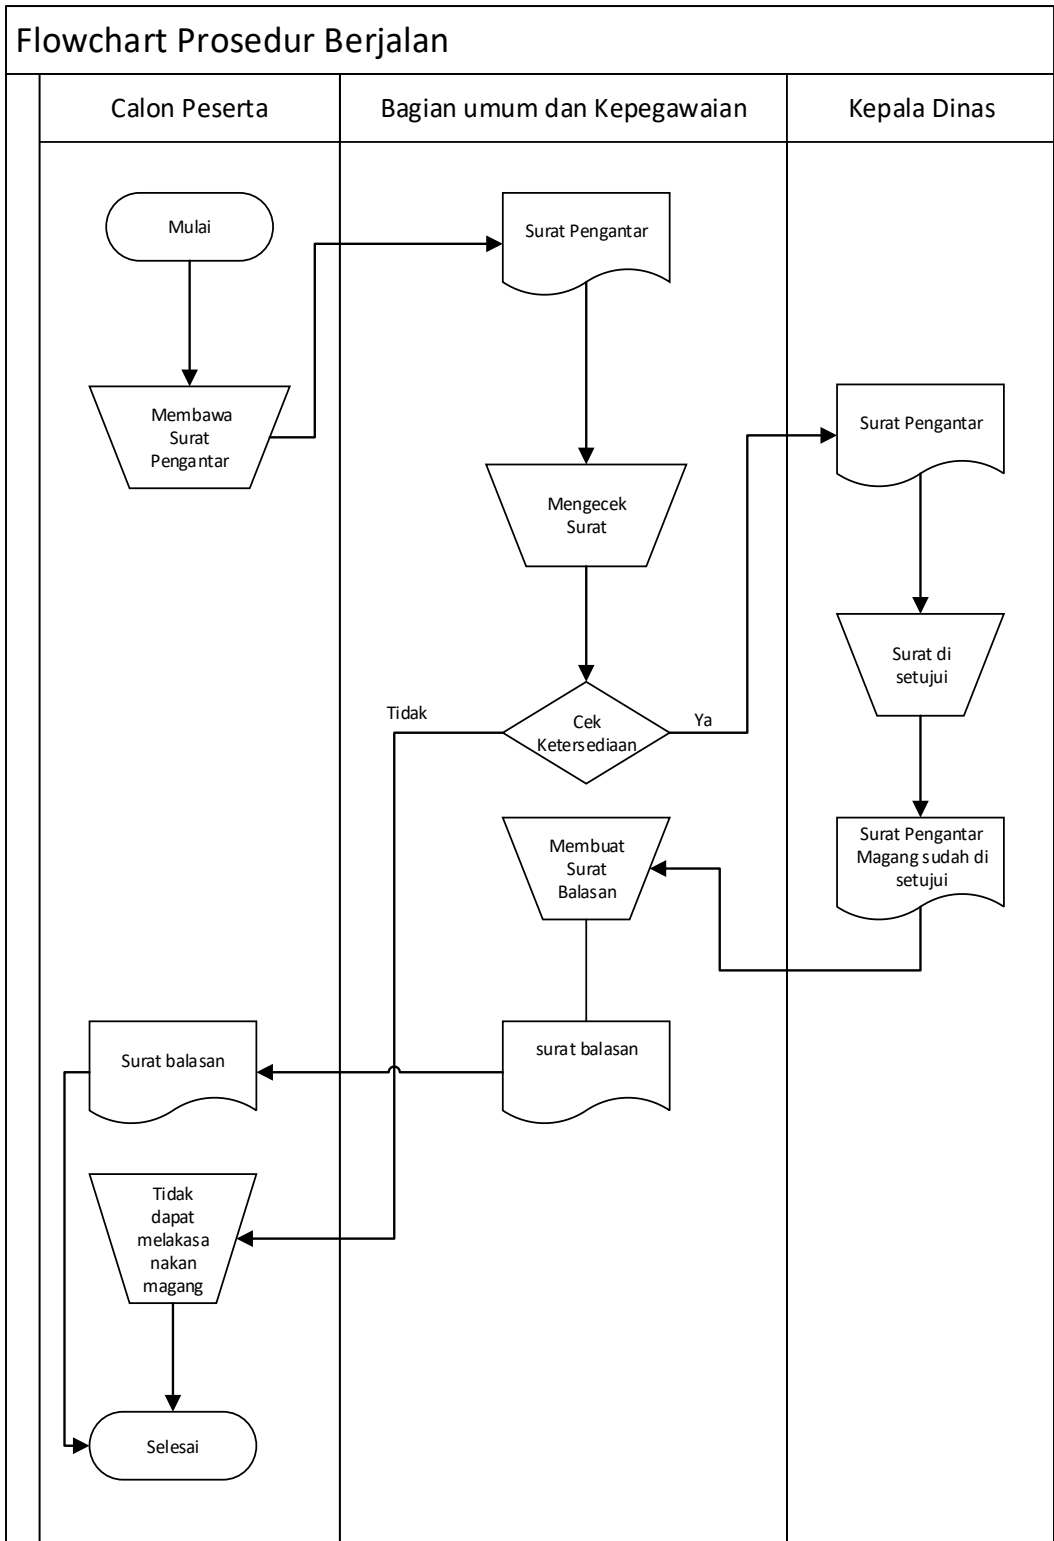 Flowchart Prosedur Berjalan
Calon Peserta
Bagian umum dan Kepegawaian
Kepala Dinas
Mulai
Surat Pengantar
Membawa
Surat
Pengantar
Surat Pengantar
Mengecek
Surat
Surat di
setujui
Tidak
Cek
Ketersediaan
Ya
Membuat
Surat
Balasan
Surat Pengantar
Magang sudah di
setujui
Surat balasan
surat balasan
Tidak
dapat
melakasa
nakan
magang
Selesai